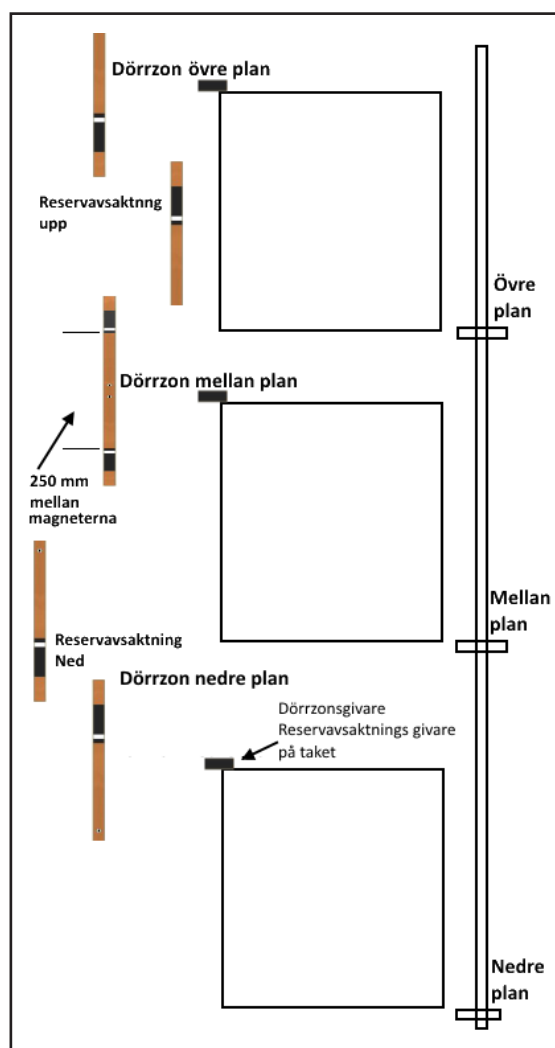 Dörrzon övre plan
Reservavsaktnng
upp
Övre
plan
Dörrzon mellan plan
250 mm
mellan
magneterna
Mellan
plan
Reservavsaktning
Ned
Dörrzon nedre plan
Dörrzonsgivare
Reservavsaktnings givare
på taket
Nedre
plan